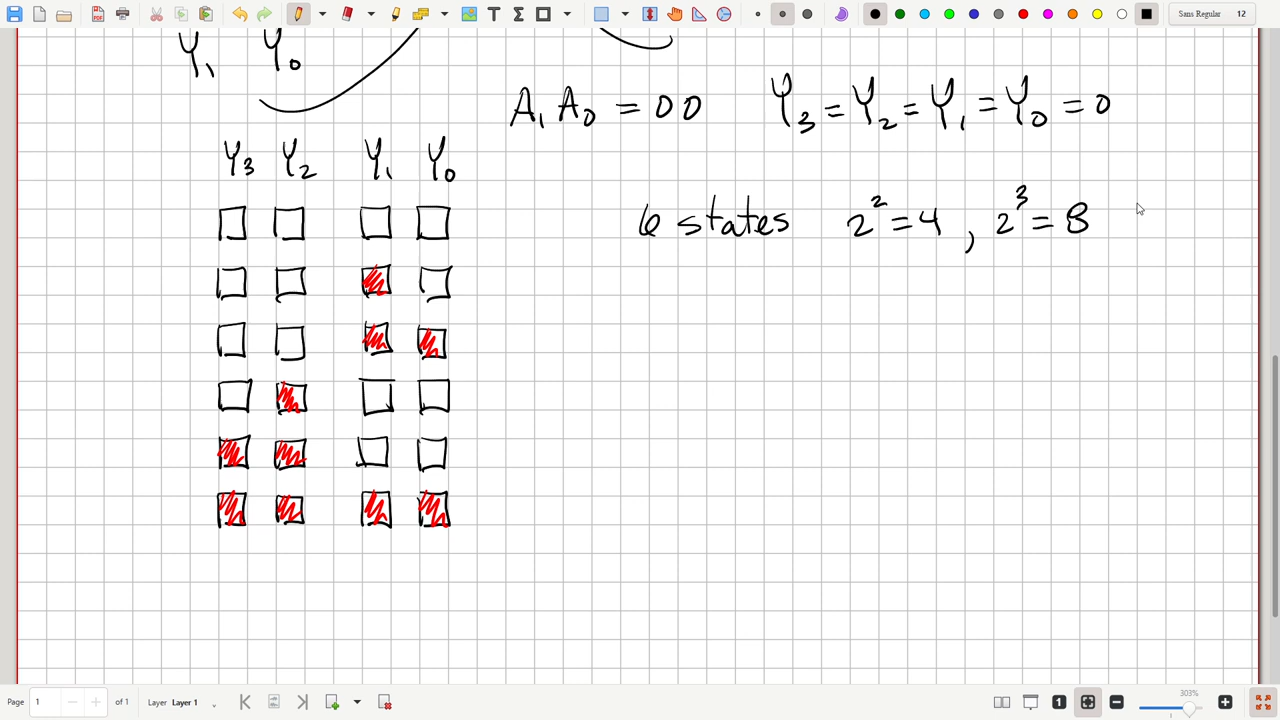 Sans Regular 12
Y₁ Y₀
A₁ A₀ = 00 Y₃ = Y₂ = Y₁ = Y₀ = 0
Y₃ Y₂ Y₁ Y₀
6 states 2² = 4 , 2³ = 8
Page 1 of 1 Layer Layer 1 303%